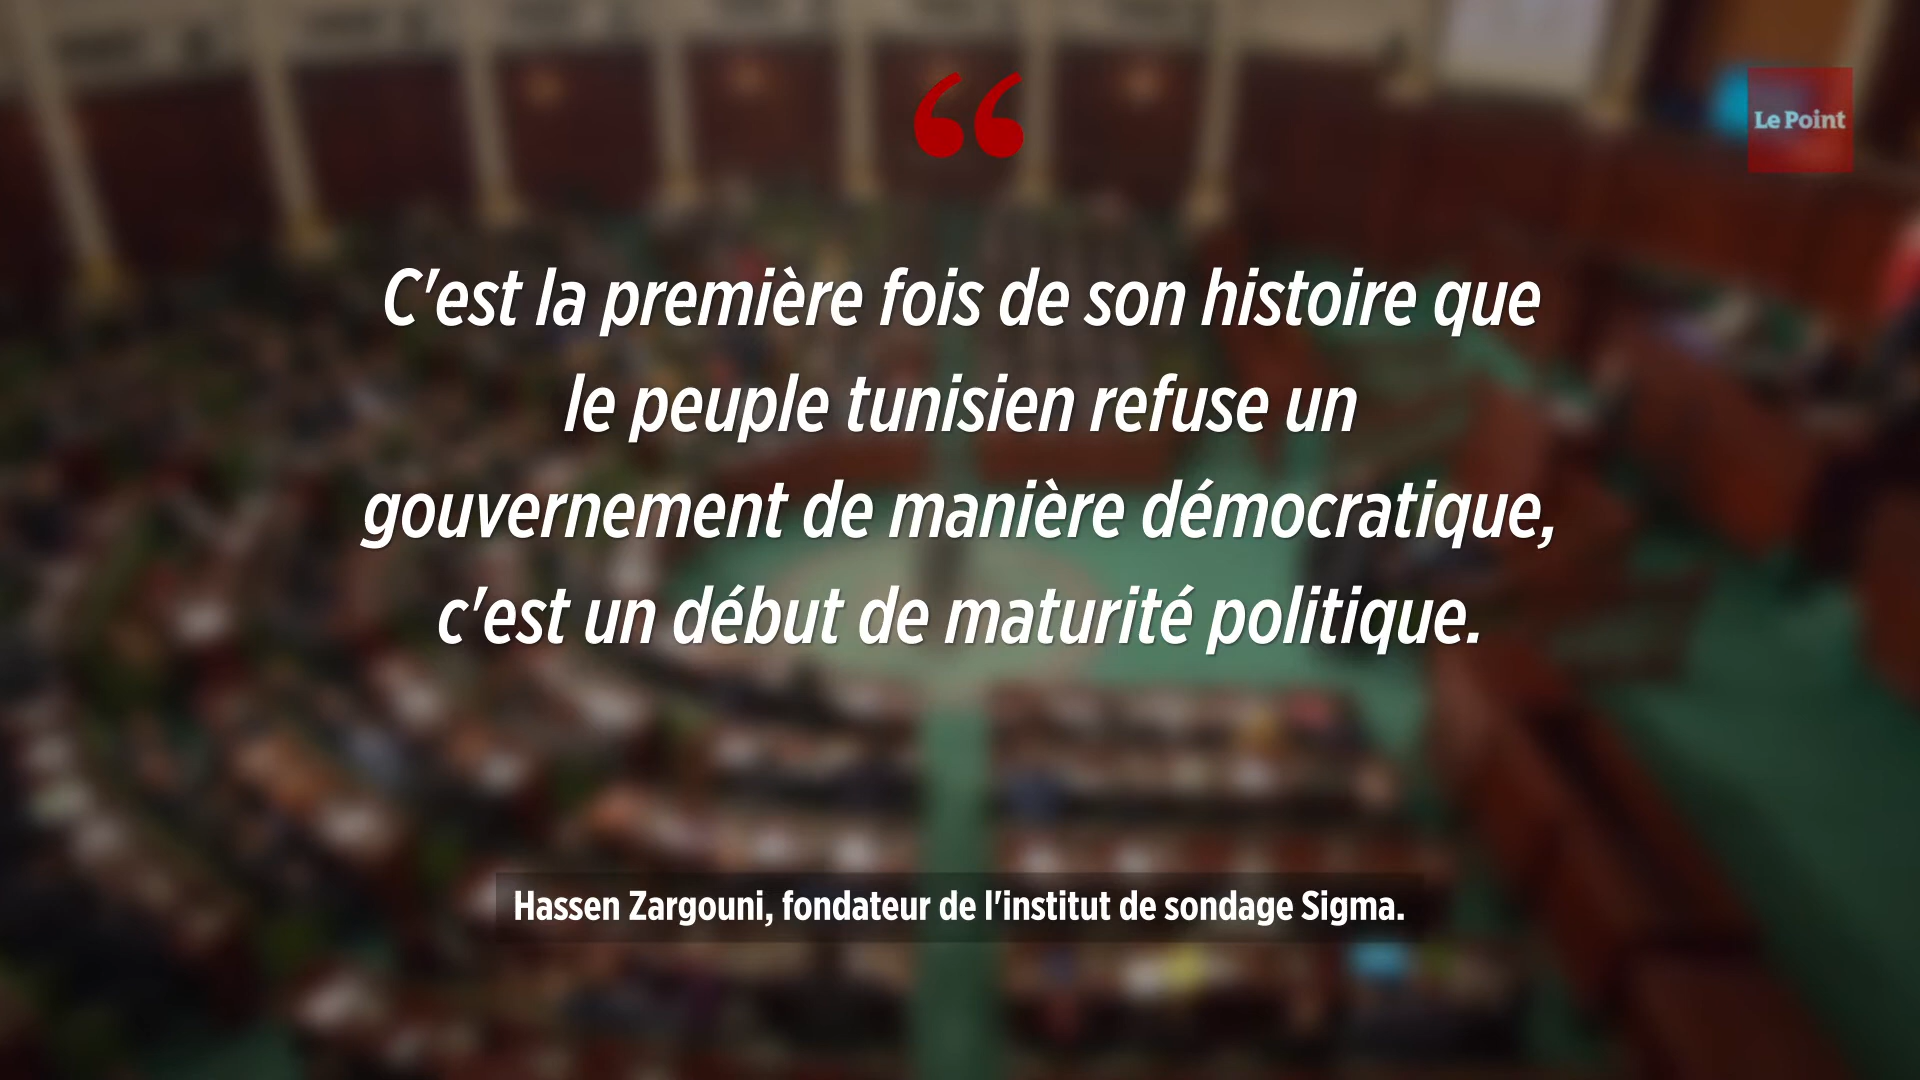 “
Le Point
C'est la première fois de son histoire que
le peuple tunisien refuse un
gouvernement de manière démocratique,
c'est un début de maturité politique.
Hassen Zargouni, fondateur de l'institut de sondage Sigma.